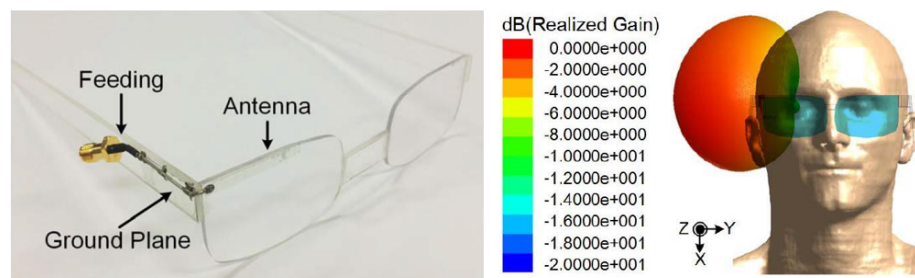 Feeding
Antenna
Ground Plane
dB(Realized Gain)
0.0000e+000
-2.0000e+000
-4.0000e+000
-6.0000e+000
-8.0000e+000
-1.0000e+001
-1.2000e+001
-1.4000e+001
-1.6000e+001
-1.8000e+001
-2.0000e+001
Z Y
X